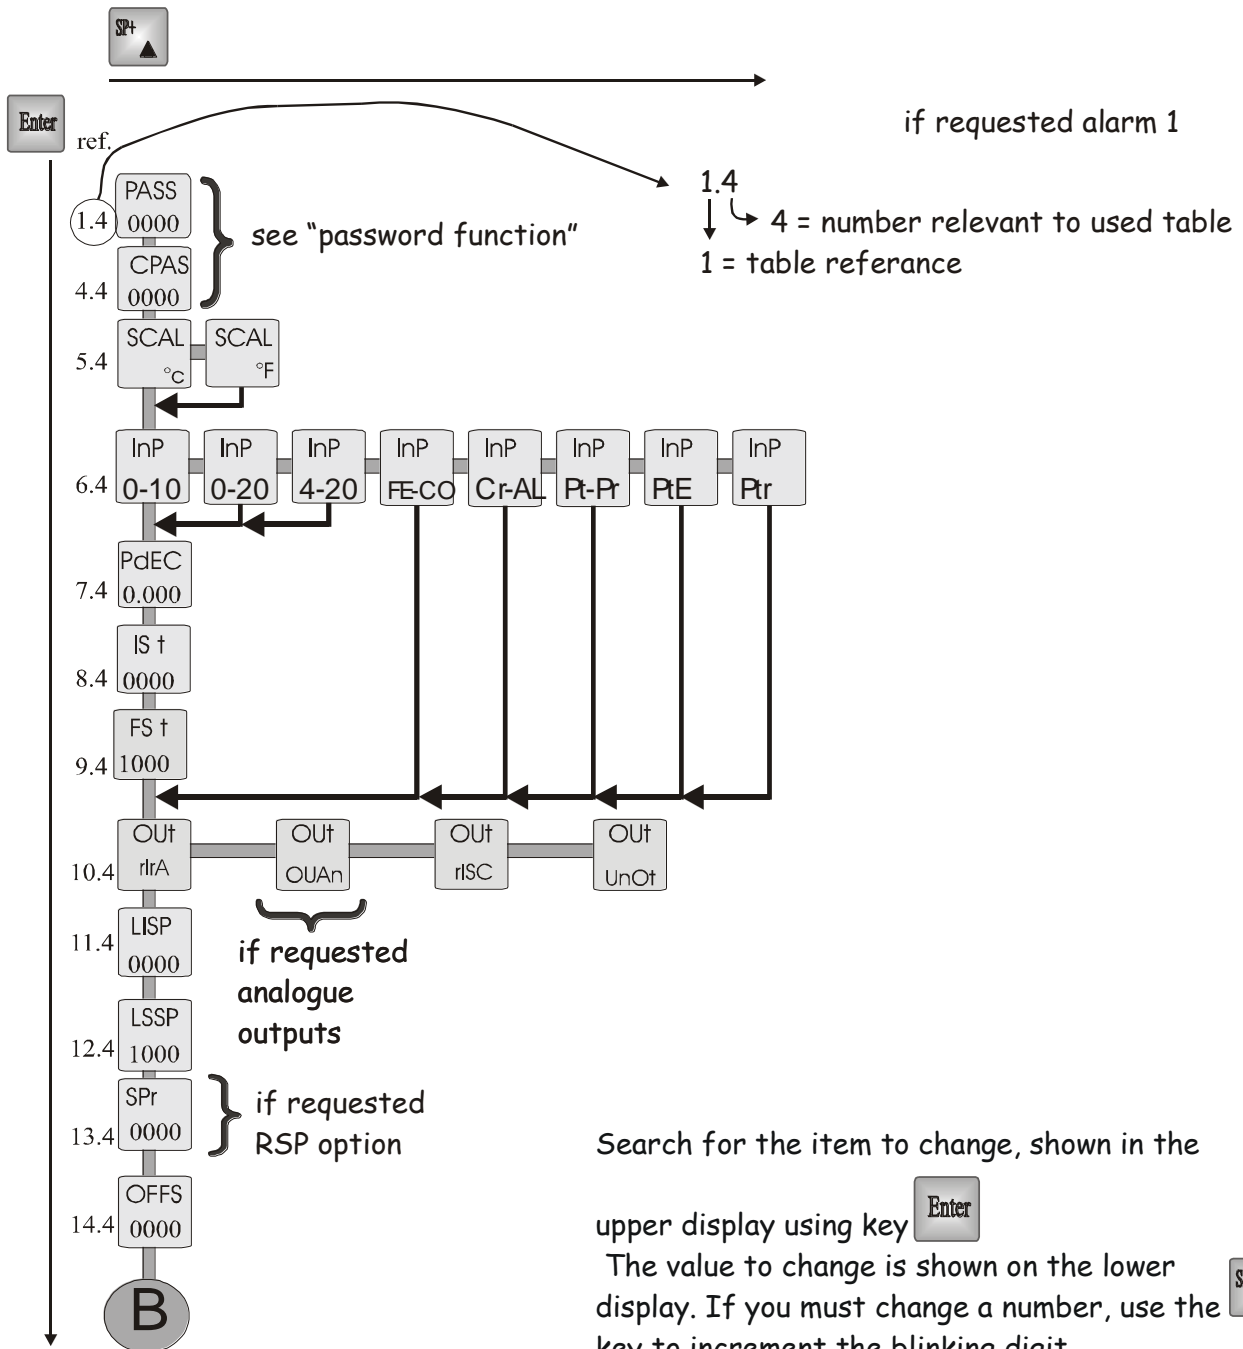 SP+
Enter
ref.
if requested alarm 1
1.4
4 = number relevant to used table
1 = table referance
1.4
PASS
0000
see “password function”
4.4
CPAS
0000
5.4
SCAL
°C
SCAL
°F
6.4
InP
0-10
InP
0-20
InP
4-20
InP
FE-CO
InP
Cr-AL
InP
Pt-Pr
InP
PtE
InP
Ptr
7.4
PdEC
0.000
8.4
IS t
0000
9.4
FS t
1000
10.4
OUt
rIrA
OUt
OUAn
OUt
rISC
OUt
UnOt
if requested
analogue
outputs
11.4
LISP
0000
12.4
LSSP
1000
13.4
SPr
0000
if requested
RSP option
14.4
OFFS
0000
B
Search for the item to change, shown in the
upper display using key Enter
The value to change is shown on the lower
display. If you must change a number, use the
key to increment the blinking digit